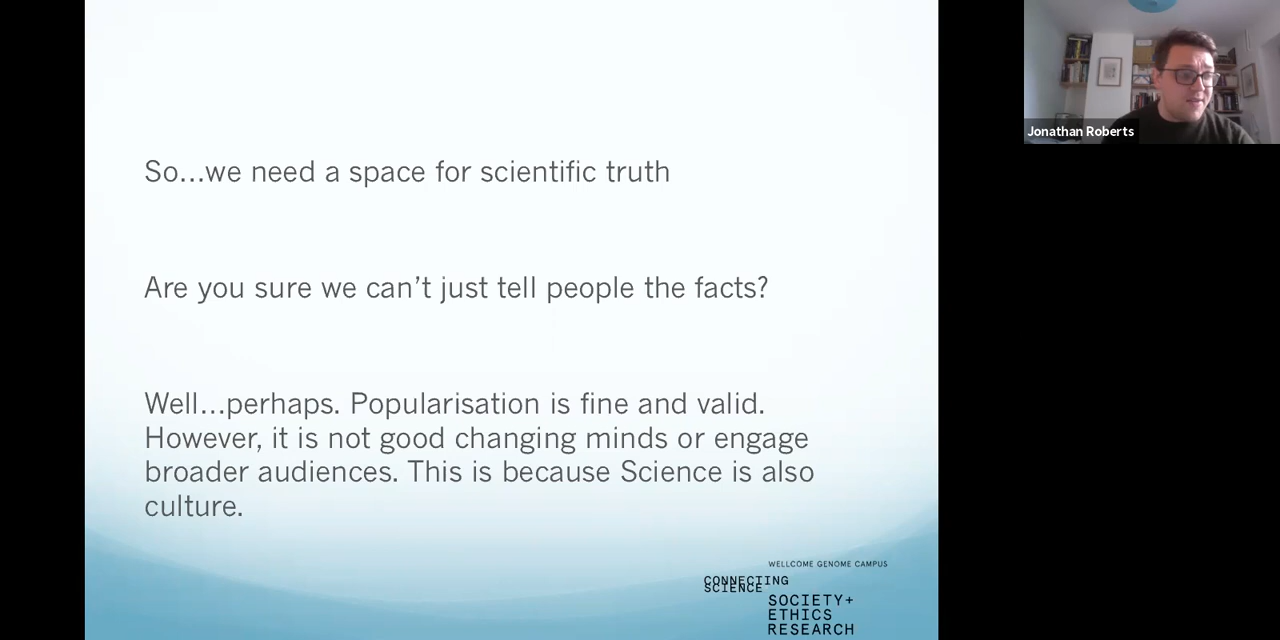 So...we need a space for scientific truth
Are you sure we can't just tell people the facts?
Well...perhaps. Popularisation is fine and valid.
However, it is not good changing minds or engage
broader audiences. This is because Science is also
culture.
WELLCOME GENOME CAMPUS
CONNECTING
SCIENCE
SOCIETY+
ETHICS
RESEARCH
Jonathan Roberts